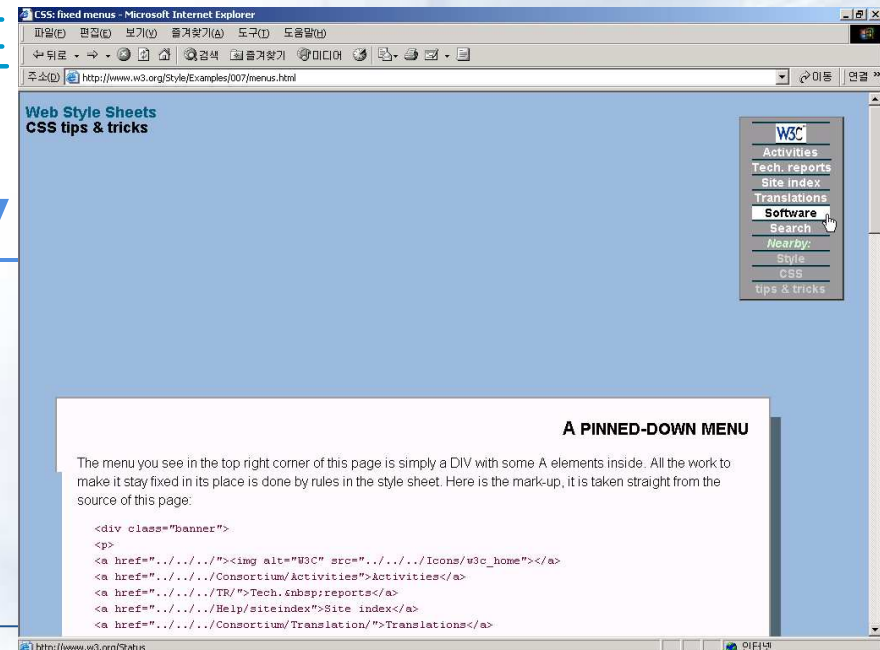 CSS: fixed menus - Microsoft Internet Explorer
파일(F) 편집(E) 보기(V) 즐겨찾기(A) 도구(T) 도움말(H)
뒤로 검색 즐겨찾기 미디어
주소(D) http://www.w3.org/Style/Examples/007/menus.html 이동 연결 »
Web Style Sheets
CSS tips & tricks
W3C
Activities
Tech. reports
Site index
Translations
Software
Search
Nearby:
Style
CSS
tips & tricks
A PINNED-DOWN MENU
The menu you see in the top right corner of this page is simply a DIV with some A elements inside. All the work to
make it stay fixed in its place is done by rules in the style sheet. Here is the mark-up, it is taken straight from the
source of this page:
<div class="banner">
<p>
<a href="../../../"><img alt="W3C" src="../../../Icons/w3c_home"></a>
<a href="../../../Consortium/Activities">Activities</a>
<a href="../../../TR/">Tech.&nbsp;reports</a>
<a href="../../../Help/siteindex">Site index</a>
<a href="../../../Consortium/Translation/">Translations</a>
http://www.w3.org/Status 인터넷